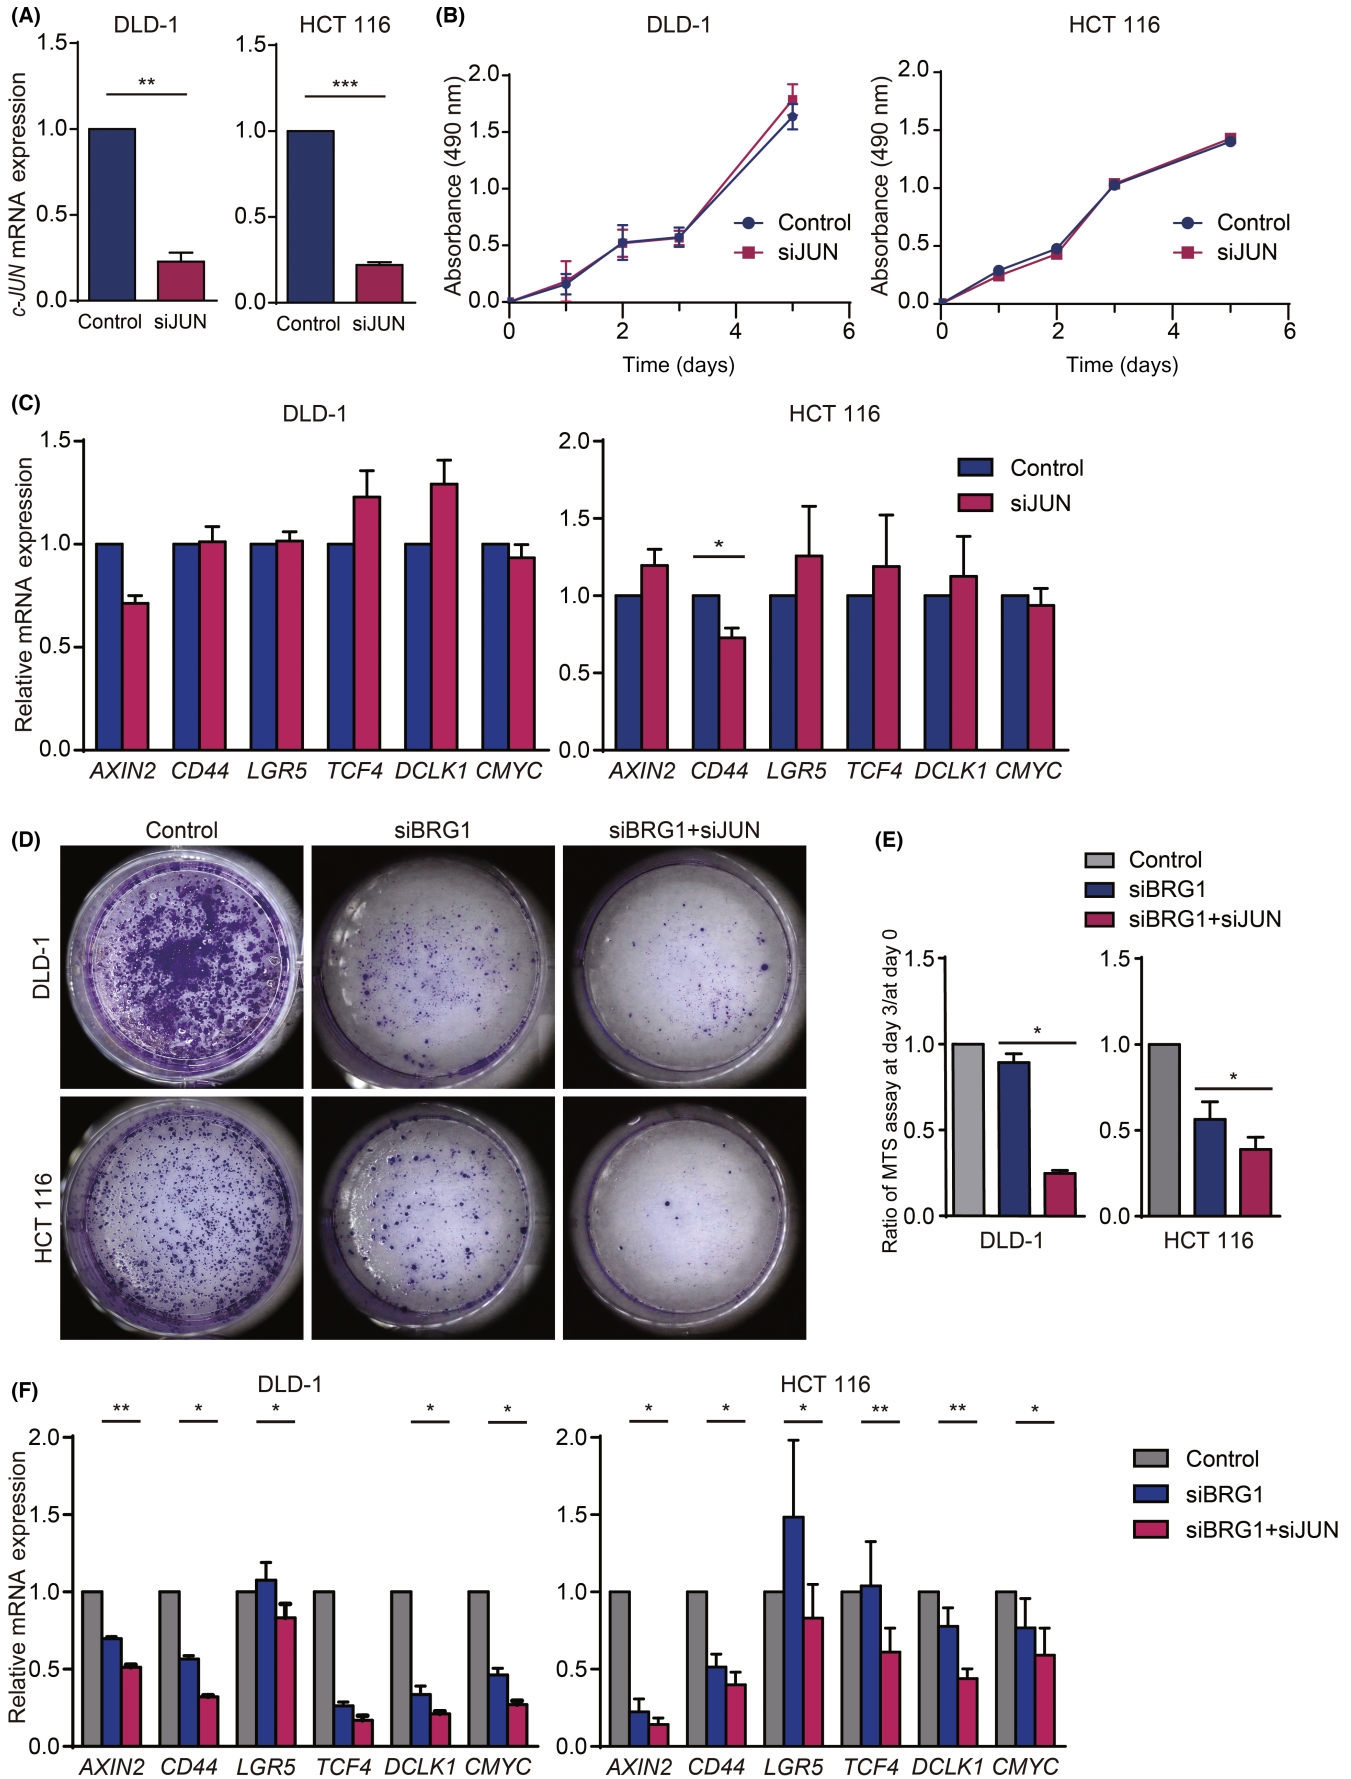 (A)
DLD-1
HCT 116
c-JUN mRNA expression
1.5
1.0
0.5
0.0
**
Control siJUN
1.5
1.0
0.5
0.0
***
Control siJUN
(B)
DLD-1
HCT 116
Absorbance (490 nm)
2.0
1.5
1.0
0.5
0.0
0 2 4 6
Time (days)
Control
siJUN
Absorbance (490 nm)
2.0
1.5
1.0
0.5
0.0
0 2 4 6
Time (days)
Control
siJUN
(C)
DLD-1
HCT 116
Relative mRNA expression
1.5
1.0
0.5
0.0
AXIN2 CD44 LGR5 TCF4 DCLK1 CMYC
2.0
1.5
1.0
0.5
0.0
*
AXIN2 CD44 LGR5 TCF4 DCLK1 CMYC
Control
siJUN
(D)
Control siBRG1 siBRG1+siJUN
DLD-1
HCT 116
(E)
Control
siBRG1
siBRG1+siJUN
Ratio of MTS assay at day 3/at day 0
1.5
1.0
0.5
0.0
*
DLD-1
1.5
1.0
0.5
0.0
*
HCT 116
(F)
DLD-1
HCT 116
Relative mRNA expression
** * * * *
2.0
1.5
1.0
0.5
0.0
AXIN2 CD44 LGR5 TCF4 DCLK1 CMYC
* * * ** ** *
2.0
1.5
1.0
0.5
0.0
AXIN2 CD44 LGR5 TCF4 DCLK1 CMYC
Control
siBRG1
siBRG1+siJUN